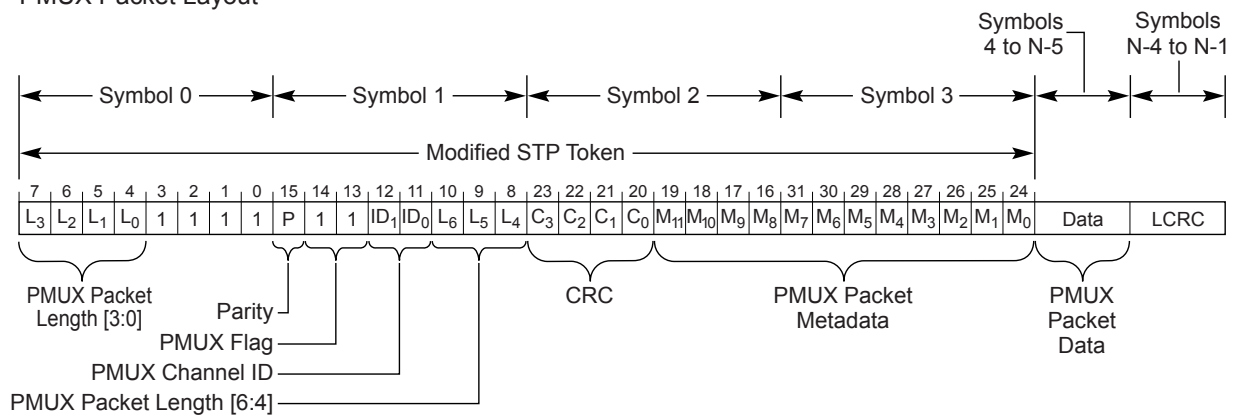 PMUX Packet Layout
Symbols
4 to N-5
Symbols
N-4 to N-1
Symbol 0
Symbol 1
Symbol 2
Symbol 3
Modified STP Token
7 6 5 4 3 2 1 0 15 14 13 12 11 10 9 8 23 22 21 20 19 18 17 16 31 30 29 28 27 26 25 24
L3 L2 L1 L0 1 1 1 1 P 1 1 ID1 ID0 L6 L5 L4 C3 C2 C1 C0 M11 M10 M9 M8 M7 M6 M5 M4 M3 M2 M1 M0 Data LCRC
PMUX Packet
Length [3:0]
Parity
PMUX Flag
PMUX Channel ID
PMUX Packet Length [6:4]
CRC
PMUX Packet
Metadata
PMUX
Packet
Data